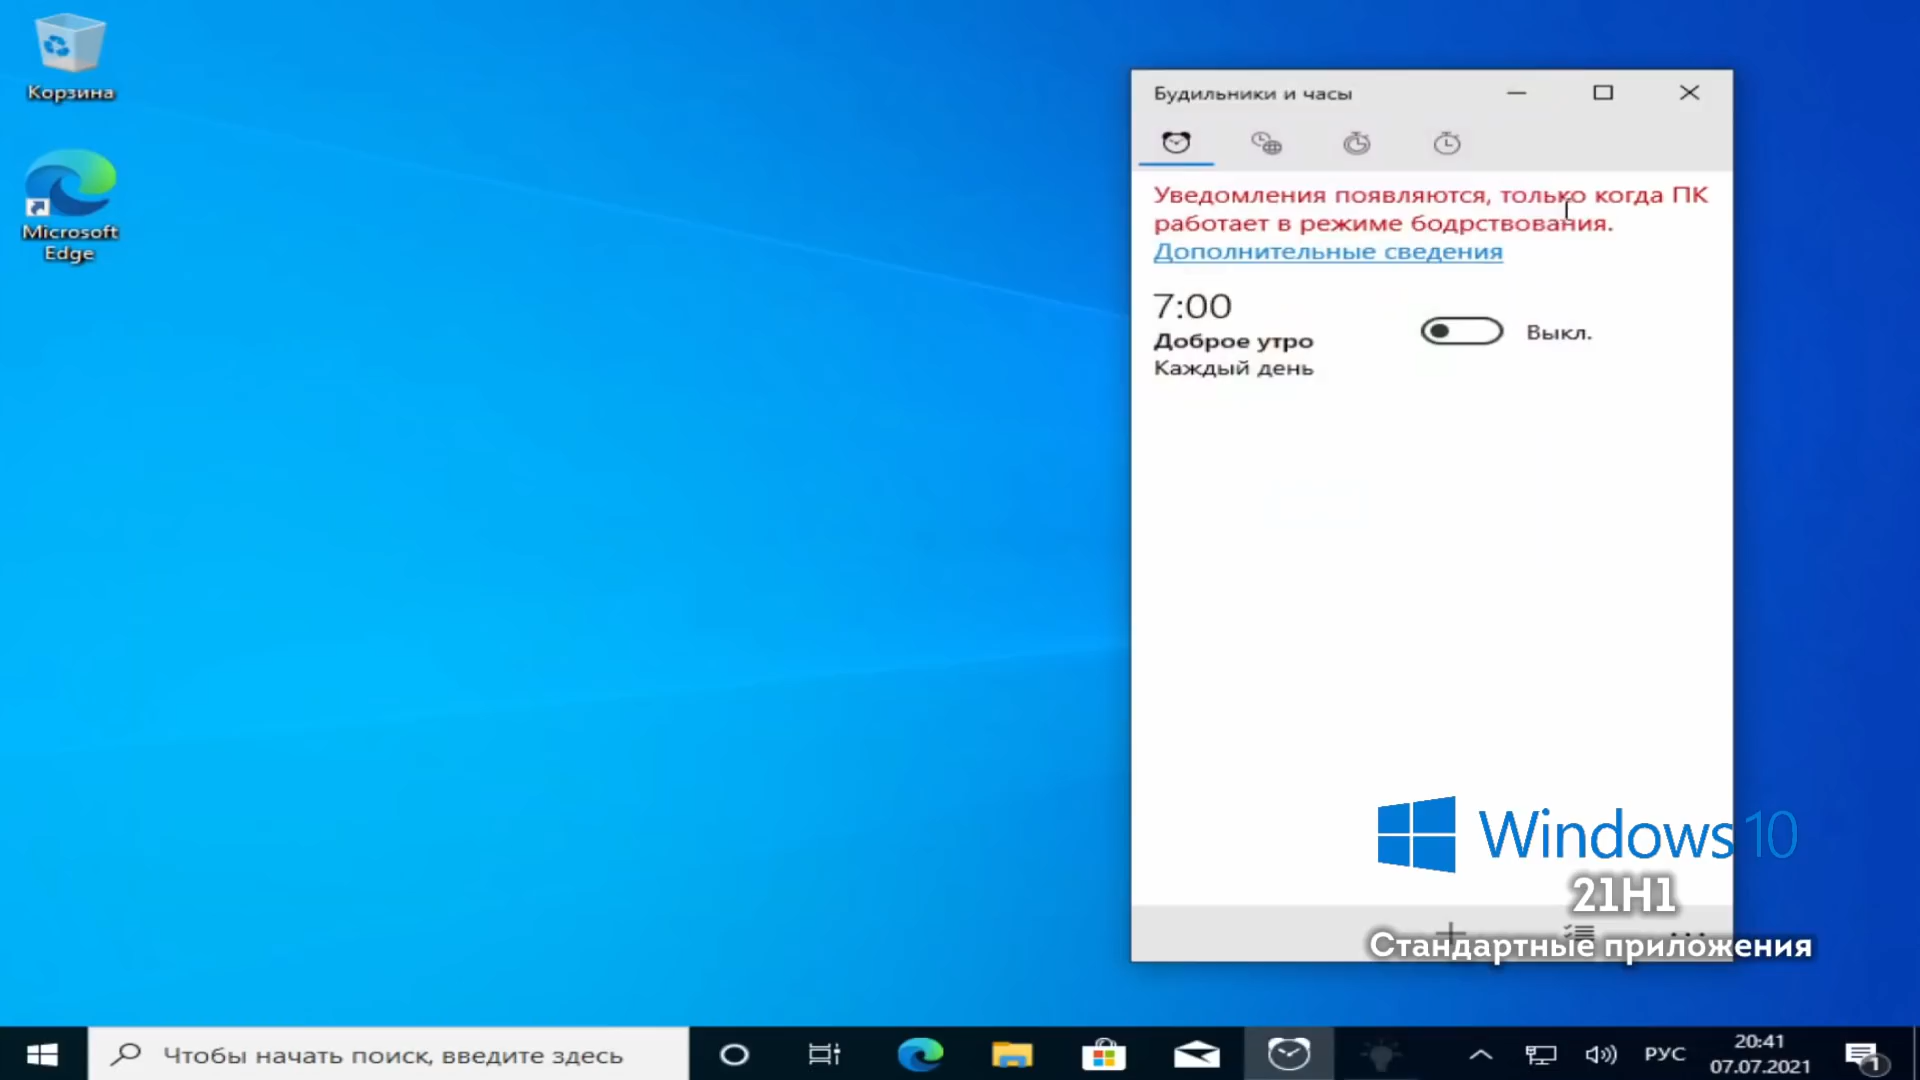 Корзина
Microsoft
Edge
Будильники и часы
Уведомления появляются, только когда ПК
работает в режиме бодрствования.
Дополнительные сведения
7:00
Доброе утро
Каждый день
Выкл.
Windows 10
21H1
Стандартные приложения
Чтобы начать поиск, введите здесь
РУС
20:41
07.07.2021
1